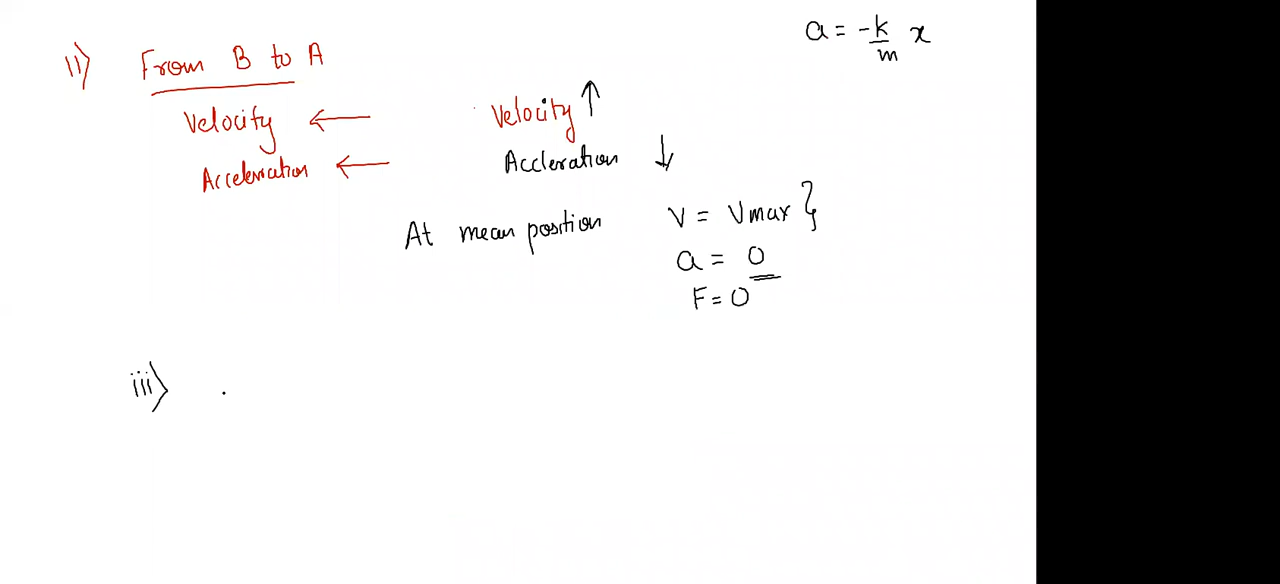 a = -k/m x
ii) From B to A
Velocity ← Velocity ↑
Acceleration ← Accleration ↓
At mean position V = Vmax }
a = 0
F = 0
iii) .